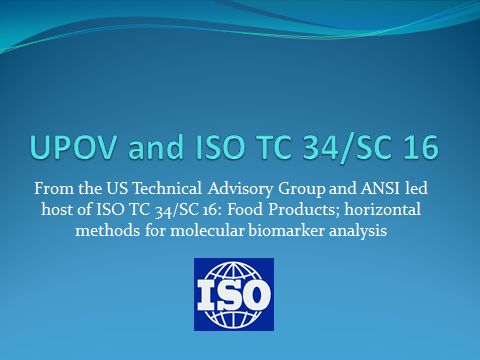 UPOV and ISO TC 34/SC 16
From the US Technical Advisory Group and ANSI led
host of ISO TC 34/SC 16: Food Products; horizontal
methods for molecular biomarker analysis
ISO